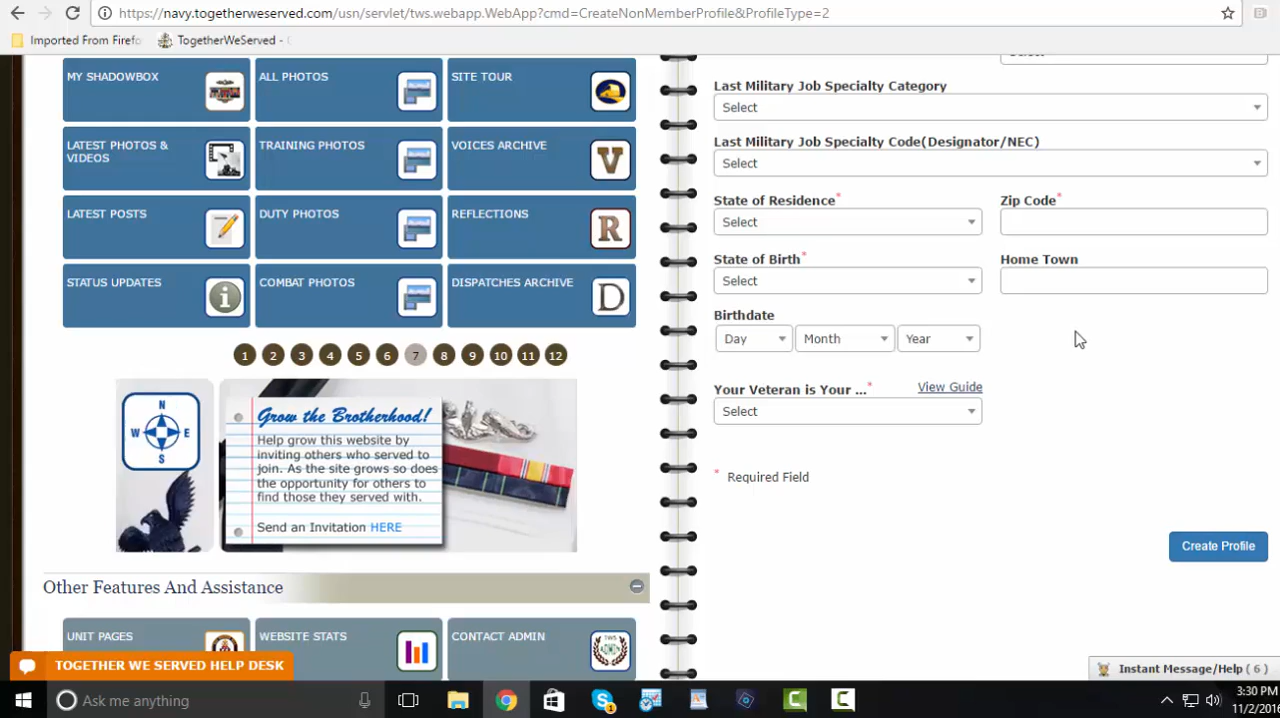 https://navy.togetherweserved.com/usn/servlet/tws.webapp.WebApp?cmd=CreateNonMemberProfile&ProfileType=2
Imported From Firefo
TogetherWeServed - (
MY SHADOWBOX
ALL PHOTOS
SITE TOUR
LATEST PHOTOS &
VIDEOS
TRAINING PHOTOS
VOICES ARCHIVE
V
LATEST POSTS
DUTY PHOTOS
REFLECTIONS
R
STATUS UPDATES
i
COMBAT PHOTOS
DISPATCHES ARCHIVE
D
1 2 3 4 5 6 7 8 9 10 11 12
N
W E
S
Grow the Brotherhood!
Help grow this website by
inviting others who served to
join. As the site grows so does
the opportunity for others to
find those they served with.
Send an Invitation HERE
Other Features And Assistance
UNIT PAGES
WEBSITE STATS
CONTACT ADMIN
TWS
TOGETHER WE SERVED HELP DESK
Last Military Job Specialty Category
Select
Last Military Job Specialty Code(Designator/NEC)
Select
State of Residence*
Zip Code*
Select
State of Birth*
Home Town
Select
Birthdate
Day Month Year
Your Veteran is Your ... *
View Guide
Select
* Required Field
Create Profile
Instant Message/Help ( 6 )
Ask me anything
1
3:30 PM
11/2/2016